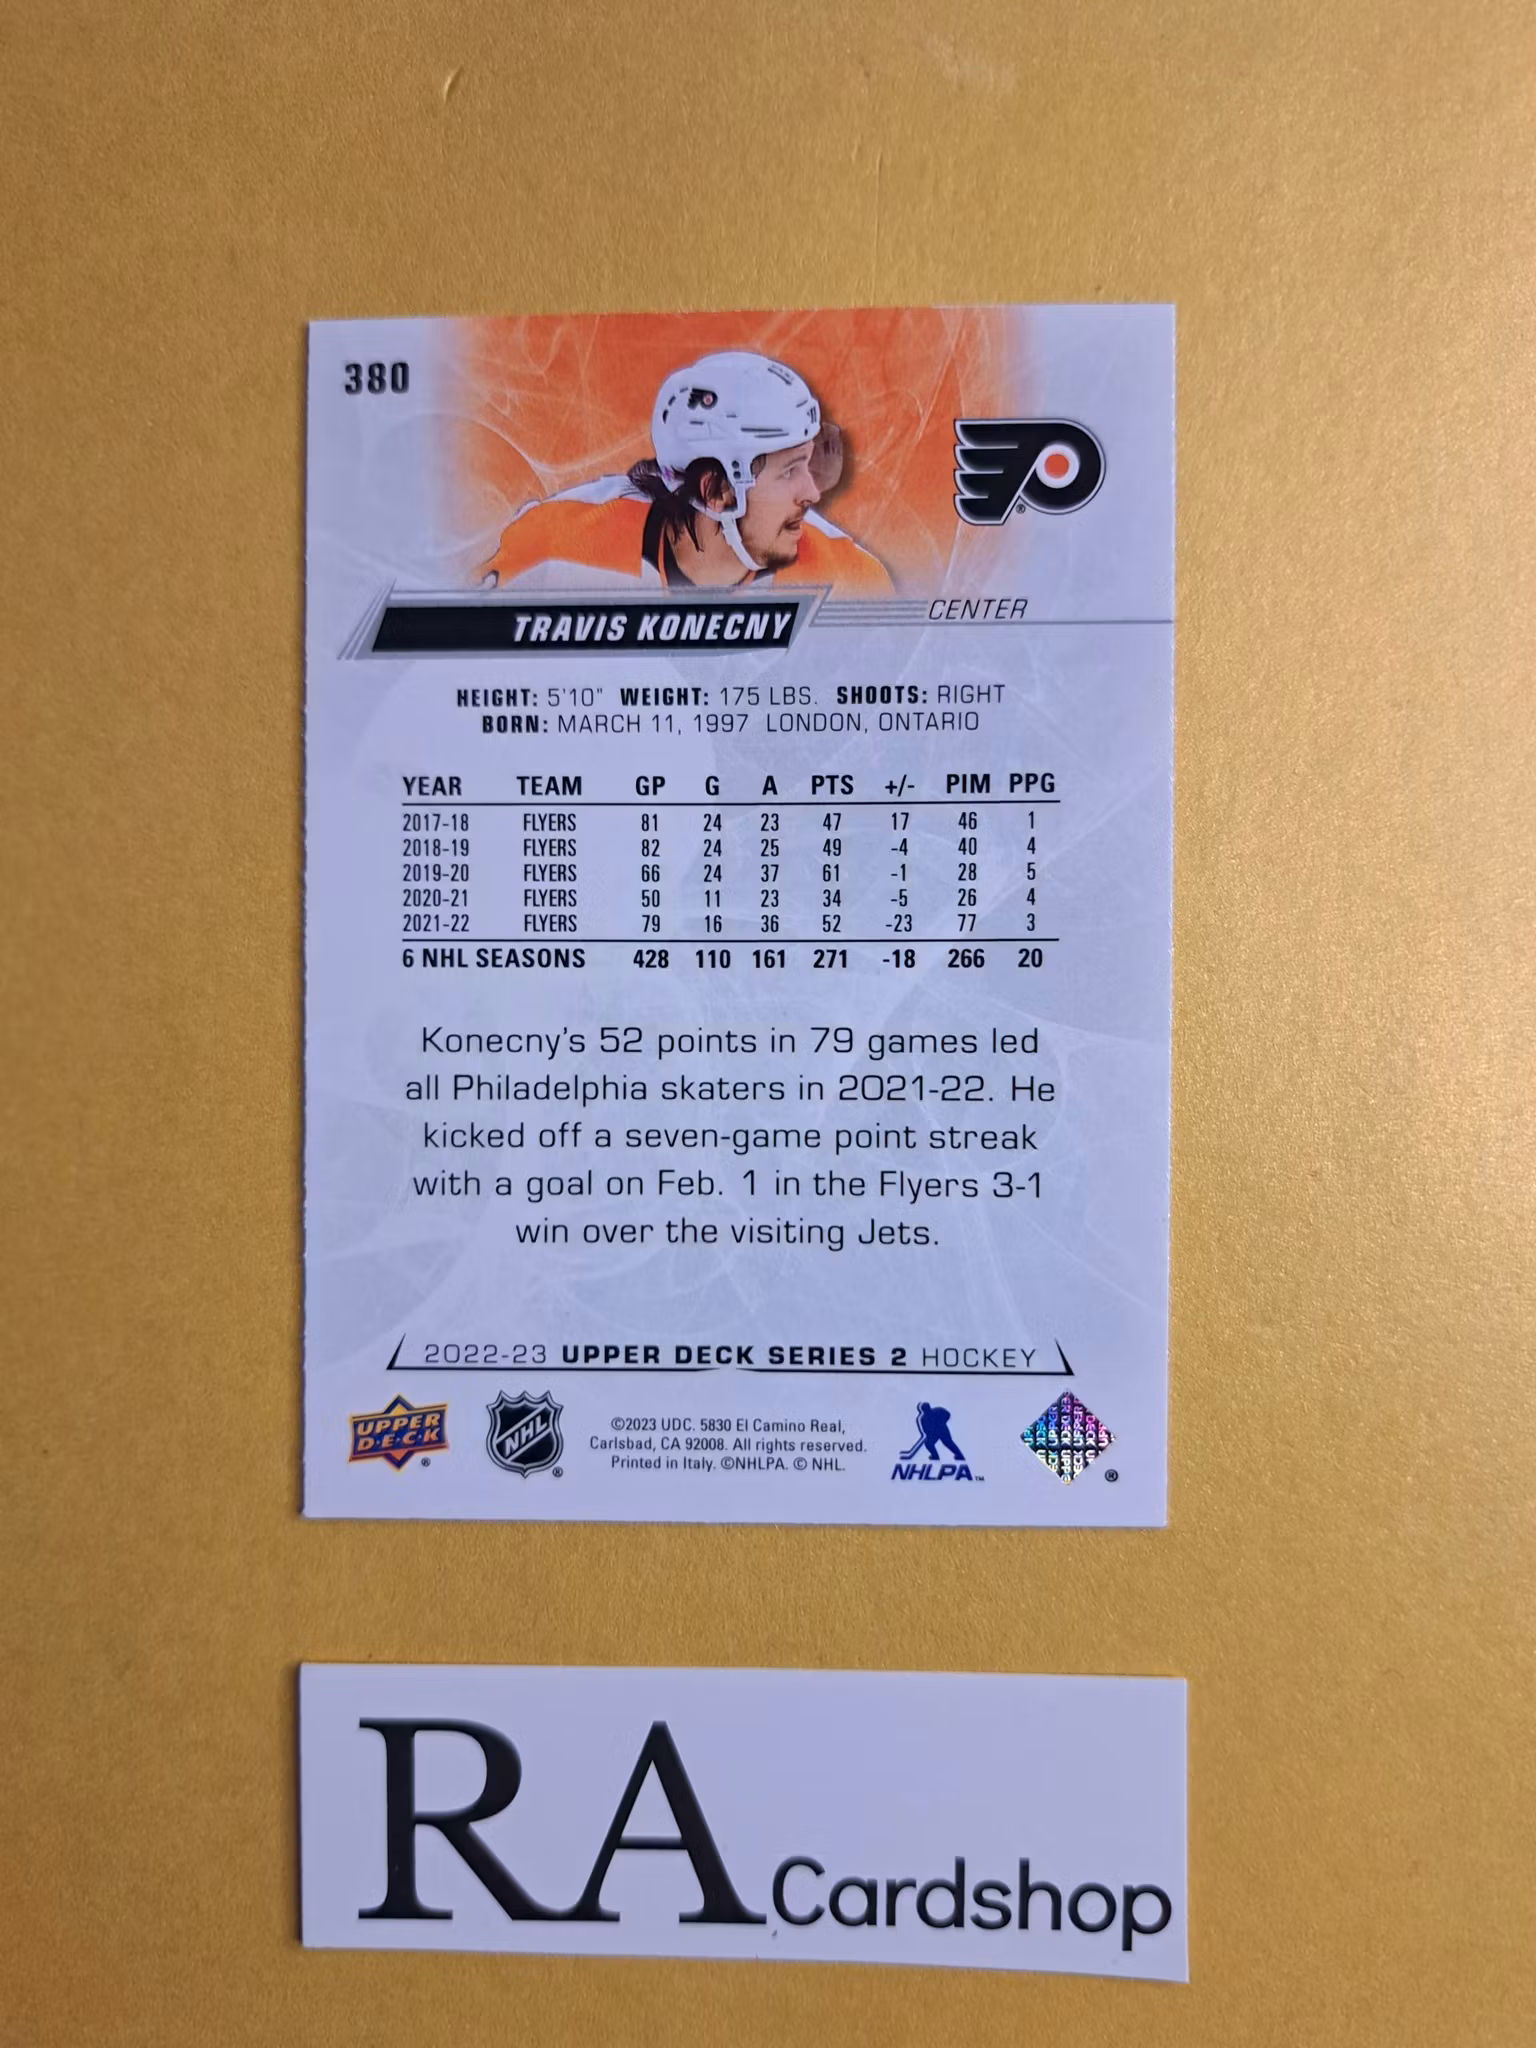 380
TRAVIS KONECNY
CENTER
HEIGHT: 5'10" WEIGHT: 175 LBS. SHOOTS: RIGHT
BORN: MARCH 11, 1997 LONDON, ONTARIO
YEAR TEAM GP G A PTS +/- PIM PPG
2017-18 FLYERS 81 24 23 47 17 46 1
2018-19 FLYERS 82 24 25 49 -4 40 4
2019-20 FLYERS 66 24 37 61 -1 28 5
2020-21 FLYERS 50 11 23 34 -5 26 4
2021-22 FLYERS 79 16 36 52 -23 77 3
6 NHL SEASONS 428 110 161 271 -18 266 20
Konecny's 52 points in 79 games led
all Philadelphia skaters in 2021-22. He
kicked off a seven-game point streak
with a goal on Feb. 1 in the Flyers 3-1
win over the visiting Jets.
2022-23 UPPER DECK SERIES 2 HOCKEY
UPPER
D·E·C·K ®
NHL ®
©2023 UDC. 5830 El Camino Real,
Carlsbad, CA 92008. All rights reserved.
Printed in Italy. ©NHLPA. © NHL.
NHLPA™
®
RA Cardshop